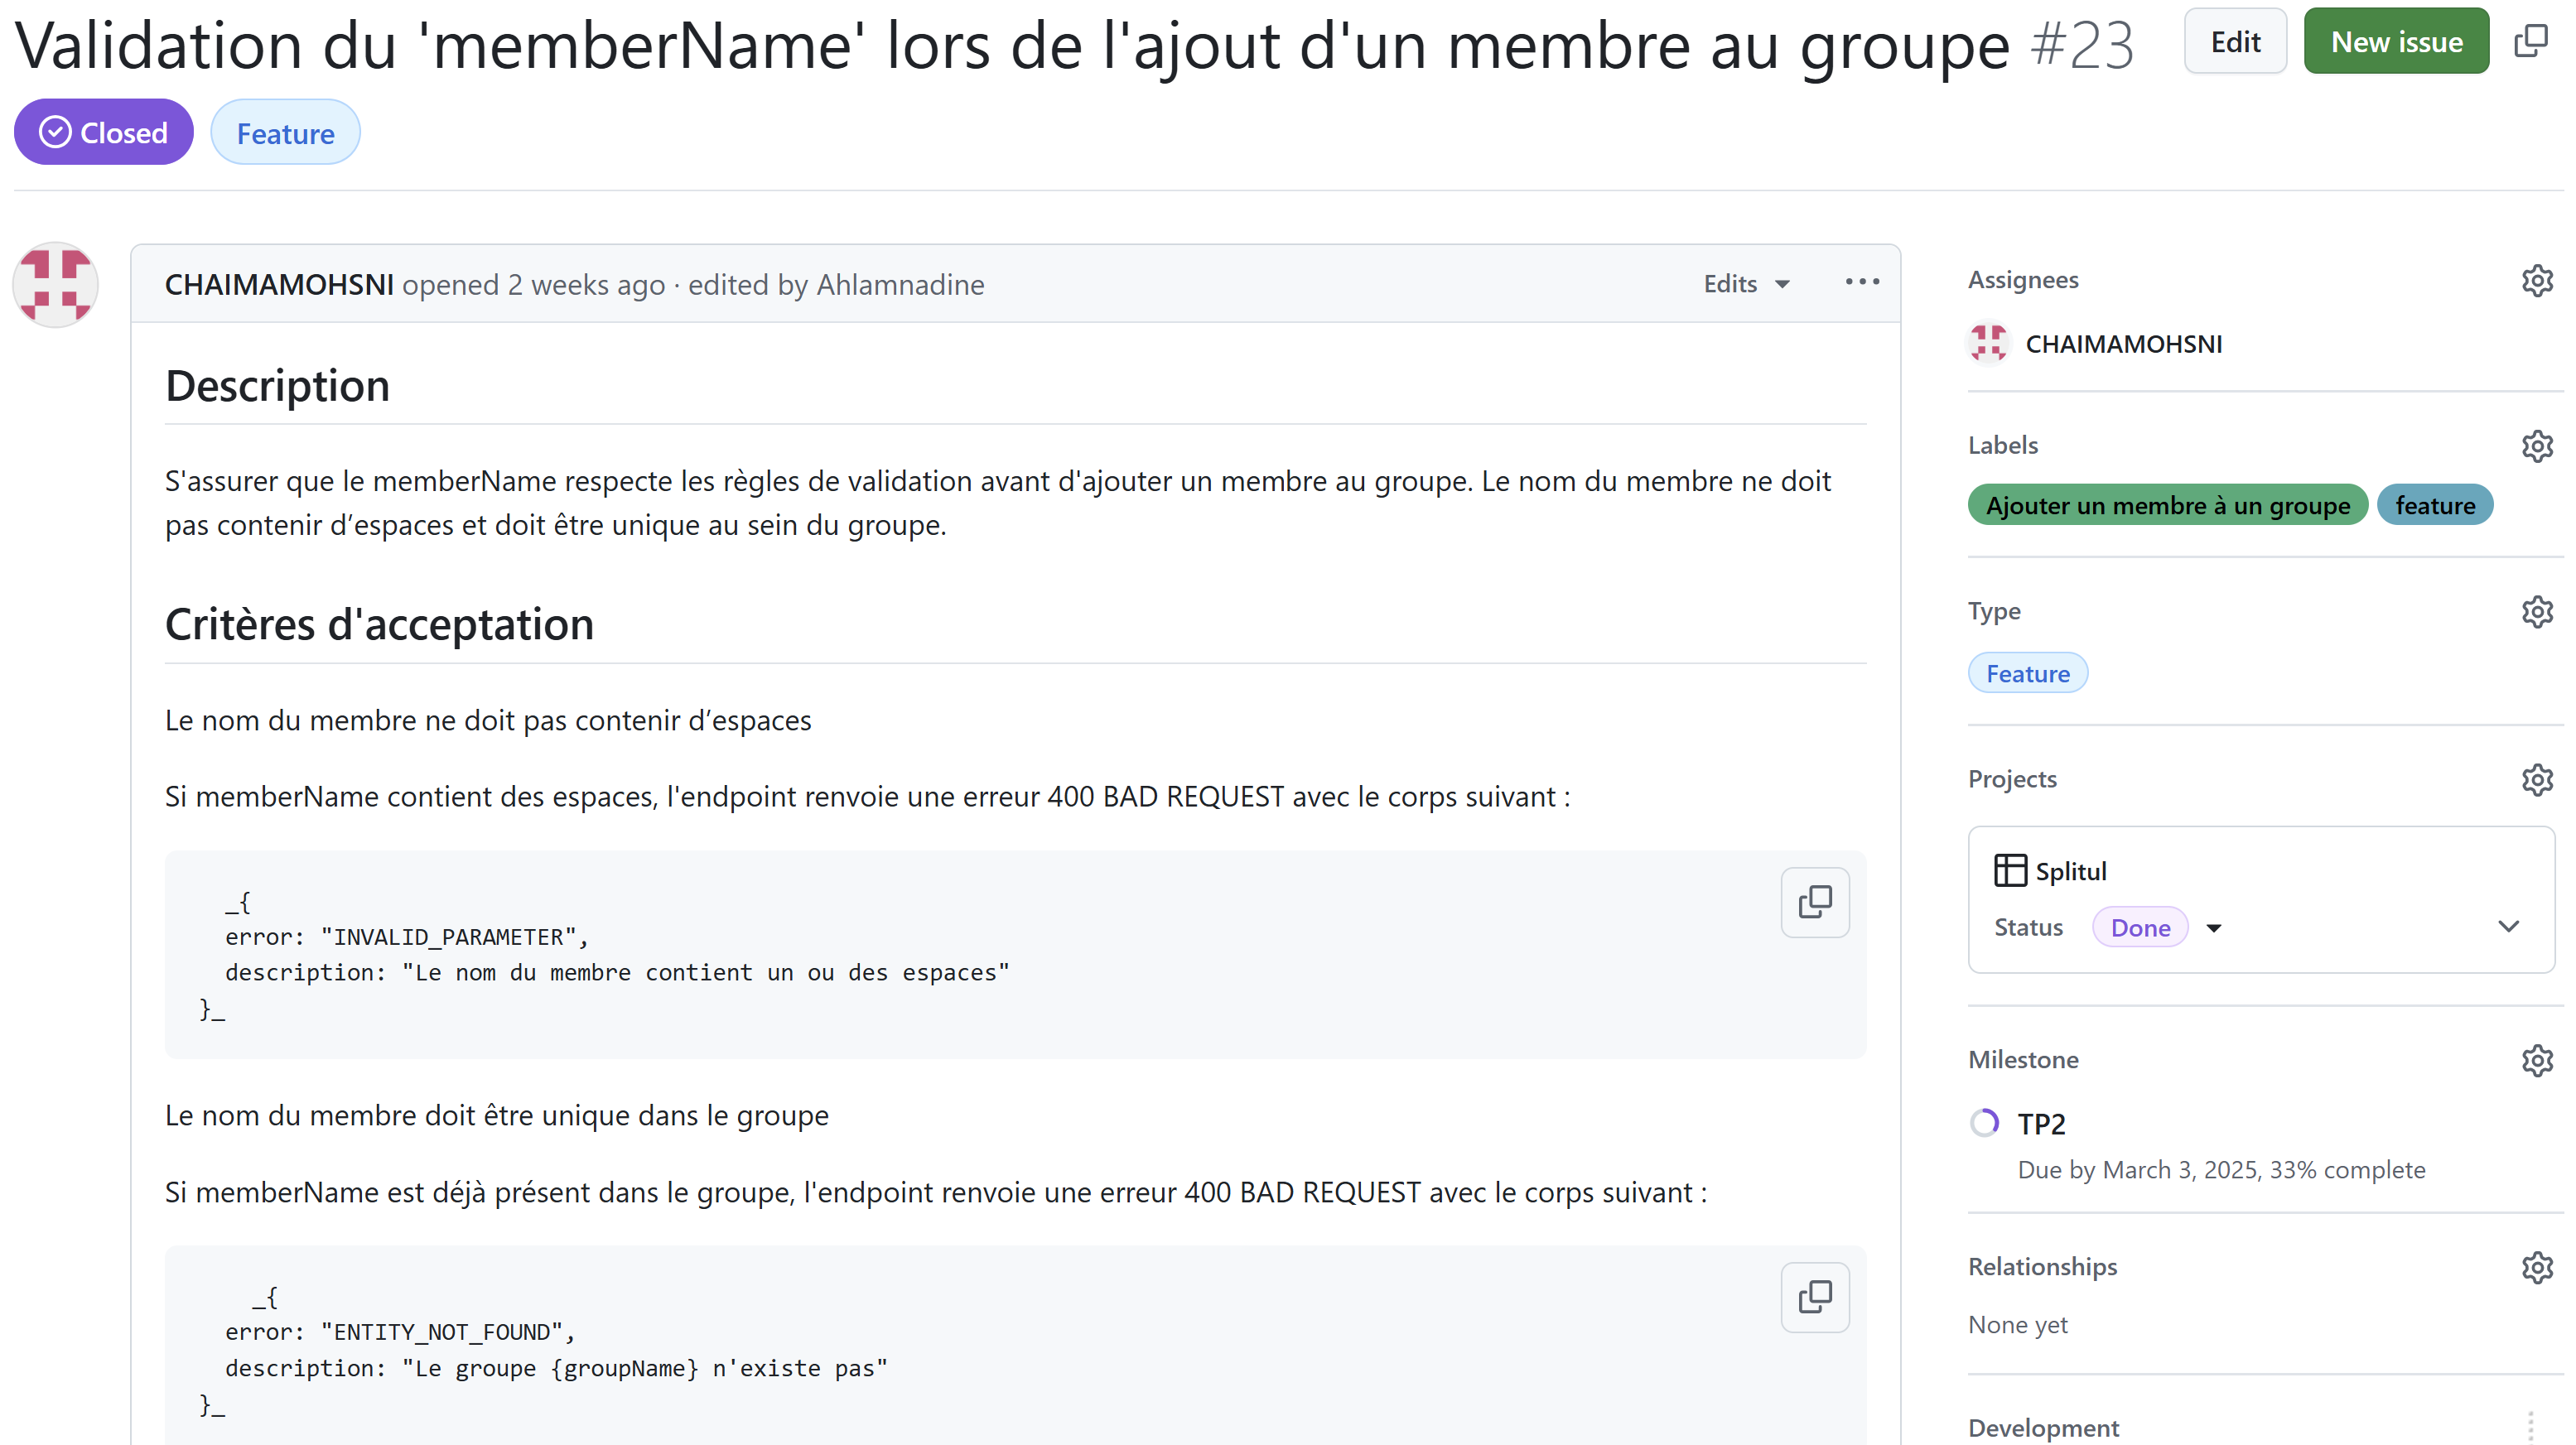 Validation du 'memberName' lors de l'ajout d'un membre au groupe #23
Edit
New issue
Closed
Feature
CHAIMAMOHSNI opened 2 weeks ago · edited by Ahlamnadine
Edits
Description
S'assurer que le memberName respecte les règles de validation avant d'ajouter un membre au groupe. Le nom du membre ne doit
pas contenir d’espaces et doit être unique au sein du groupe.
Critères d'acceptation
Le nom du membre ne doit pas contenir d’espaces
Si memberName contient des espaces, l'endpoint renvoie une erreur 400 BAD REQUEST avec le corps suivant :
_{
error: "INVALID_PARAMETER",
description: "Le nom du membre contient un ou des espaces"
}_
Le nom du membre doit être unique dans le groupe
Si memberName est déjà présent dans le groupe, l'endpoint renvoie une erreur 400 BAD REQUEST avec le corps suivant :
_{
error: "ENTITY_NOT_FOUND",
description: "Le groupe {groupName} n'existe pas"
}_
Assignees
CHAIMAMOHSNI
Labels
Ajouter un membre à un groupe
feature
Type
Feature
Projects
Splitul
Status
Done
Milestone
TP2
Due by March 3, 2025, 33% complete
Relationships
None yet
Development